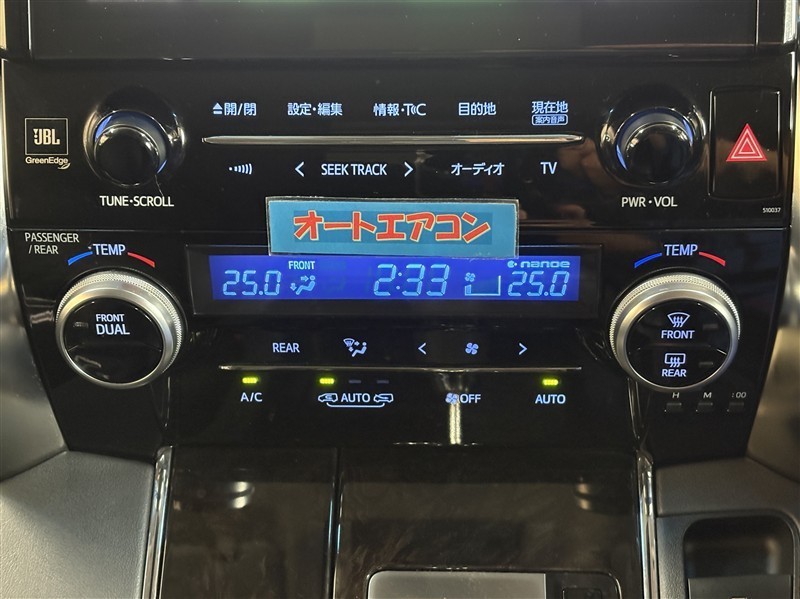 開/閉 設定・編集 情報・T C 目的地 現在地
案内音声
JBL
GreenEdge
SEEK TRACK オーディオ TV
TUNE・SCROLL PWR・VOL
510037
オートエアコン
PASSENGER
/ REAR
TEMP TEMP
FRONT nanoe
25.0 2:33 25.0
FRONT
DUAL
FRONT
REAR
REAR
A/C AUTO OFF AUTO
H M :00